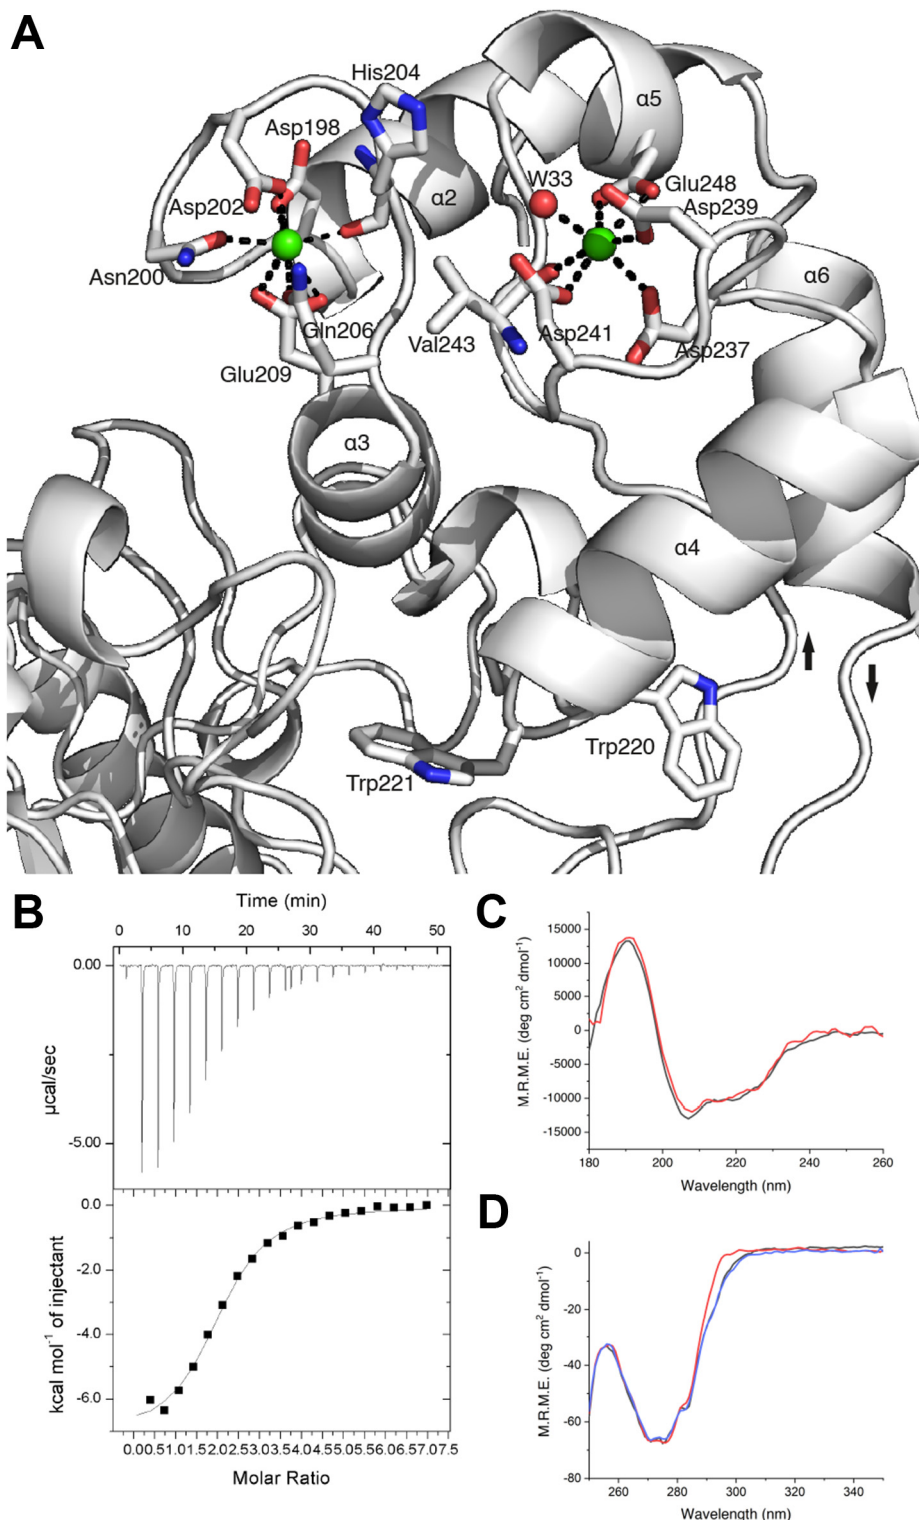 A
His204
α5
Asp198
W33
Glu248
α2
Asp202
Asp239
Asn200
α6
Gln206
Val243
Asp241
Asp237
Glu209
α3
α4
Trp220
Trp221
B
Time (min)
0 10 20 30 40 50
0.00
µcal/sec
-5.00
0.0
-2.0
kcal mol⁻¹ of injectant
-4.0
-6.0
0.00.51.01.52.02.53.03.54.04.55.05.56.06.57.07.5
Molar Ratio
C
15000
10000
5000
0
-5000
-10000
-15000
M.R.M.E. (deg cm² dmol⁻¹)
180 200 220 240 260
Wavelength (nm)
D
0
-20
-40
-60
-80
M.R.M.E. (deg cm² dmol⁻¹)
260 280 300 320 340
Wavelength (nm)